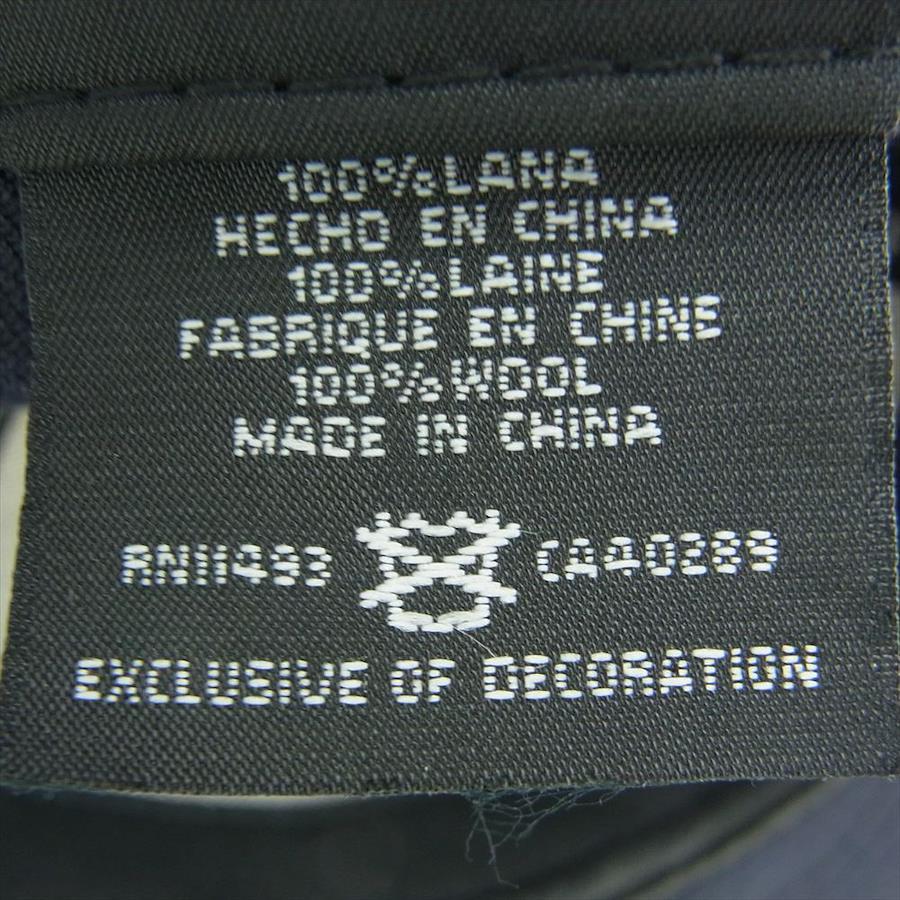 100% LANA
HECHO EN CHINA
100% LAINE
FABRIQUE EN CHINE
100% WOOL
MADE IN CHINA
RN11493 CA40289
EXCLUSIVE OF DECORATION